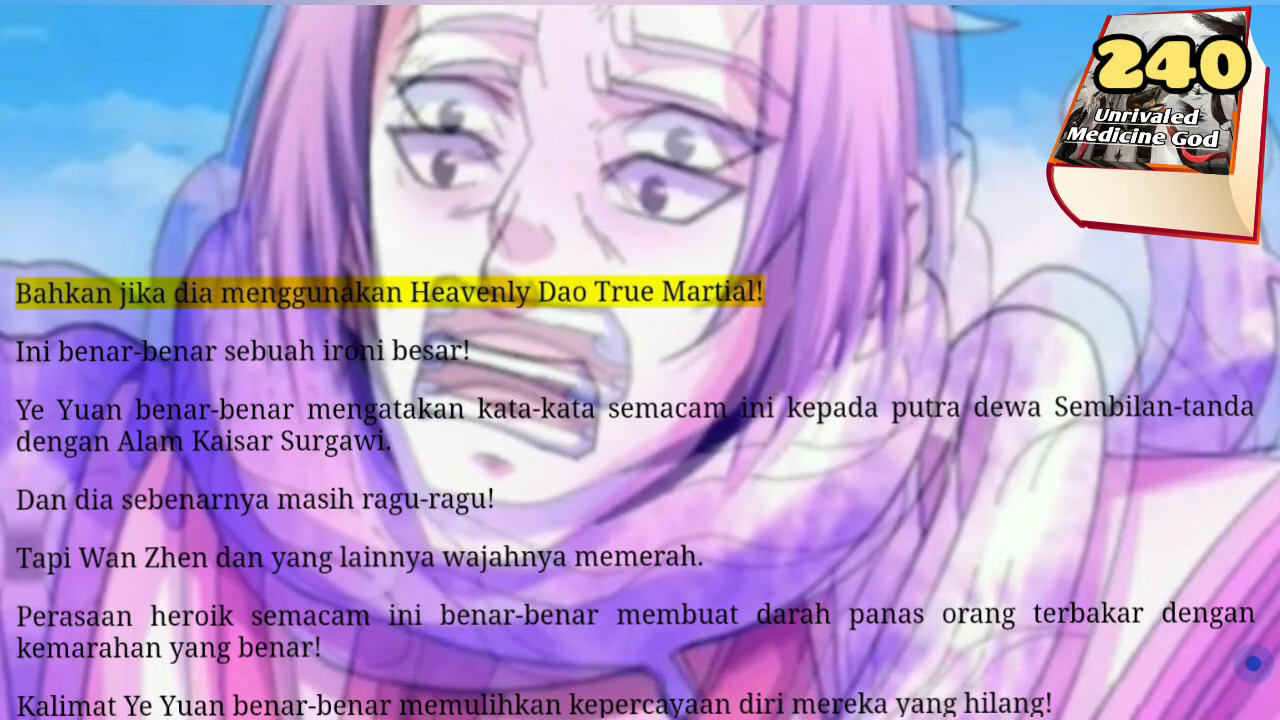 240
Unrivaled
Medicine God
Bahkan jika dia menggunakan Heavenly Dao True Martial!
Ini benar-benar sebuah ironi besar!
Ye Yuan benar-benar mengatakan kata-kata semacam ini kepada putra dewa Sembilan-tanda
dengan Alam Kaisar Surgawi.
Dan dia sebenarnya masih ragu-ragu!
Tapi Wan Zhen dan yang lainnya wajahnya memerah.
Perasaan heroik semacam ini benar-benar membuat darah panas orang terbakar dengan
kemarahan yang benar!
Kalimat Ye Yuan benar-benar memulihkan kepercayaan diri mereka yang hilang!